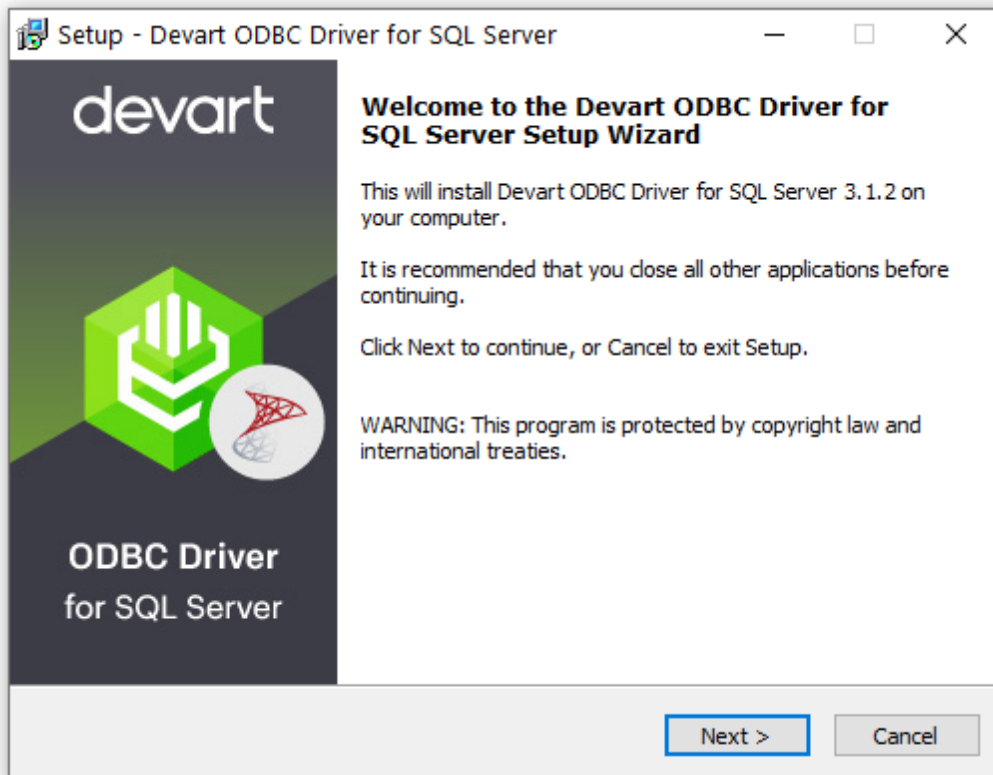 Setup - Devart ODBC Driver for SQL Server
devart
ODBC Driver
for SQL Server
Welcome to the Devart ODBC Driver for
SQL Server Setup Wizard
This will install Devart ODBC Driver for SQL Server 3.1.2 on
your computer.
It is recommended that you close all other applications before
continuing.
Click Next to continue, or Cancel to exit Setup.
WARNING: This program is protected by copyright law and
international treaties.
Next >
Cancel